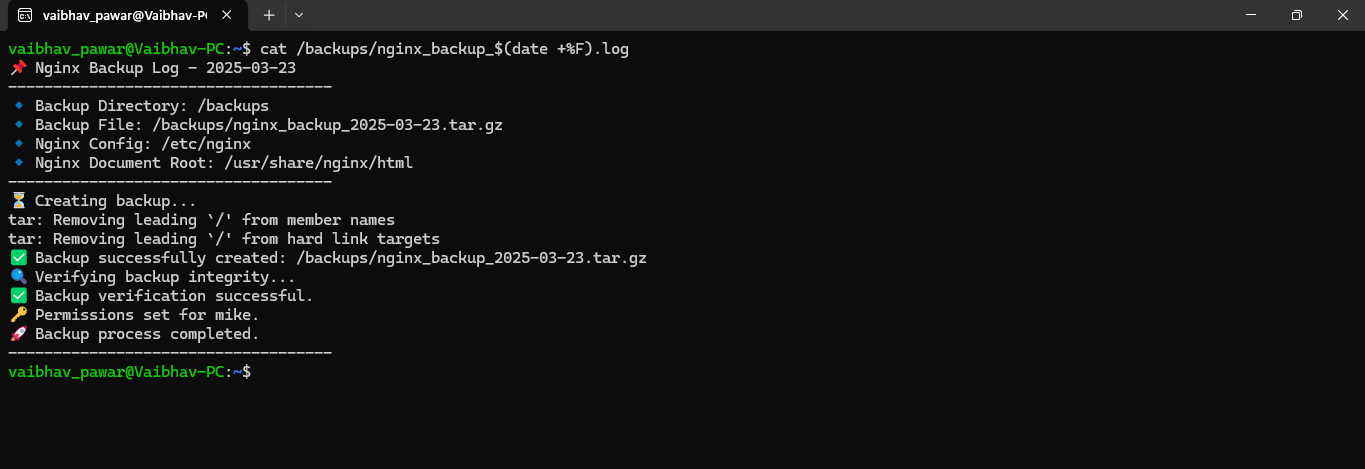 vaibhav_pawar@Vaibhav-P
vaibhav_pawar@Vaibhav-PC:~$ cat /backups/nginx_backup_$(date +%F).log
📌 Nginx Backup Log - 2025-03-23
------------------------------------
🔹 Backup Directory: /backups
🔹 Backup File: /backups/nginx_backup_2025-03-23.tar.gz
🔹 Nginx Config: /etc/nginx
🔹 Nginx Document Root: /usr/share/nginx/html
------------------------------------
⏳ Creating backup...
tar: Removing leading `/' from member names
tar: Removing leading `/' from hard link targets
✅ Backup successfully created: /backups/nginx_backup_2025-03-23.tar.gz
🔍 Verifying backup integrity...
✅ Backup verification successful.
🔑 Permissions set for mike.
🚀 Backup process completed.
------------------------------------
vaibhav_pawar@Vaibhav-PC:~$